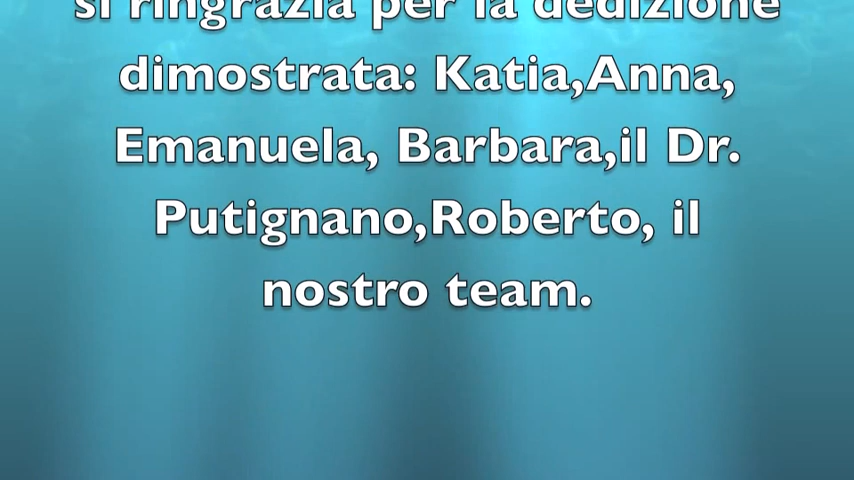 si ringrazia per la dedizione
dimostrata: Katia,Anna,
Emanuela, Barbara,il Dr.
Putignano,Roberto, il
nostro team.